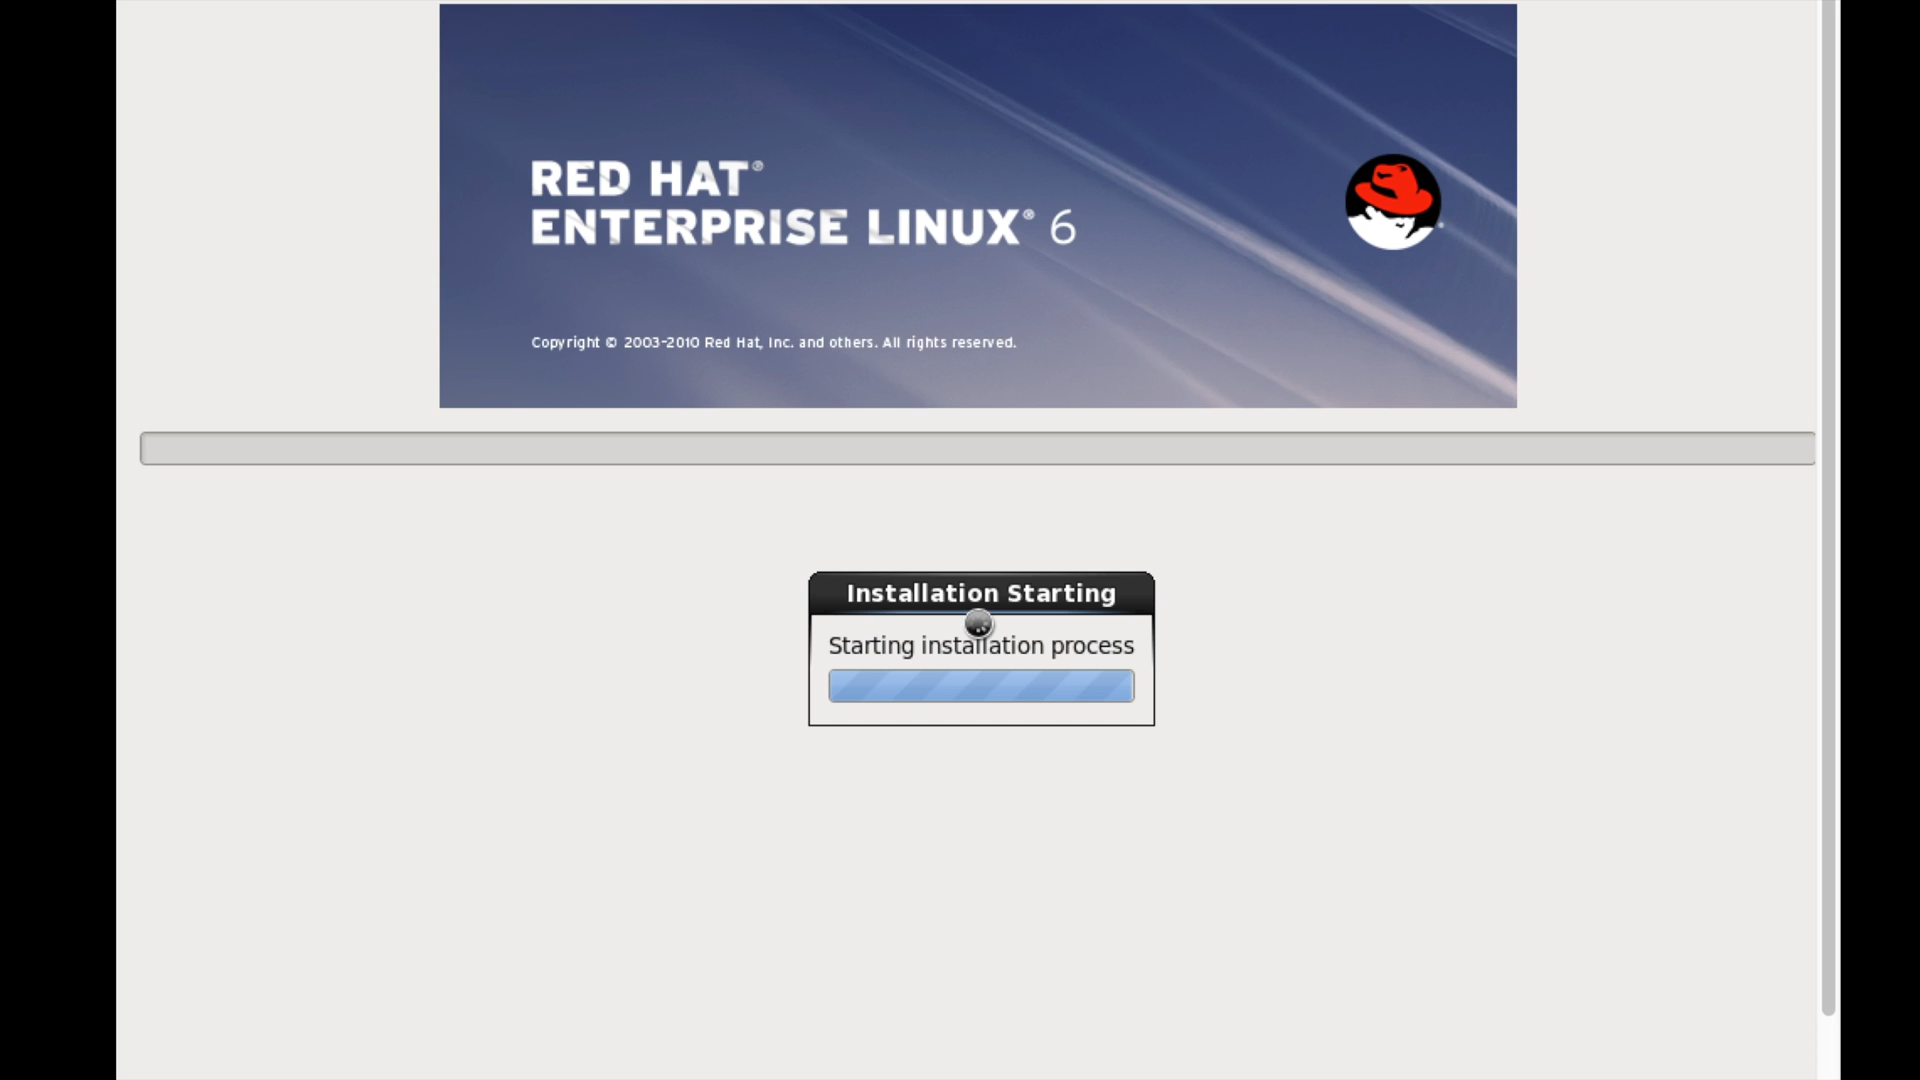 RED HAT®
ENTERPRISE LINUX® 6
Copyright © 2003-2010 Red Hat, Inc. and others. All rights reserved.
Installation Starting
Starting installation process